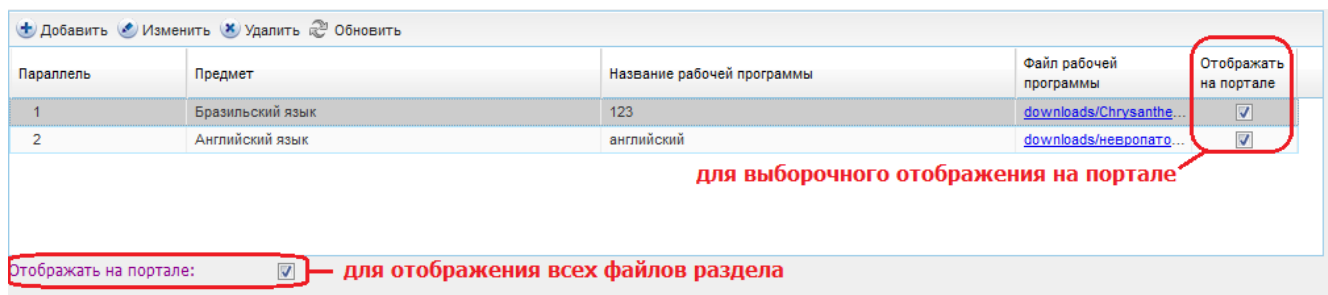 Добавить Изменить Удалить Обновить
Параллель Предмет Название рабочей программы Файл рабочей программы Отображать на портале
1 Бразильский язык 123 downloads/Chrysanthe...
2 Английский язык английский downloads/невропато...
для выборочного отображения на портале
Отображать на портале: для отображения всех файлов раздела